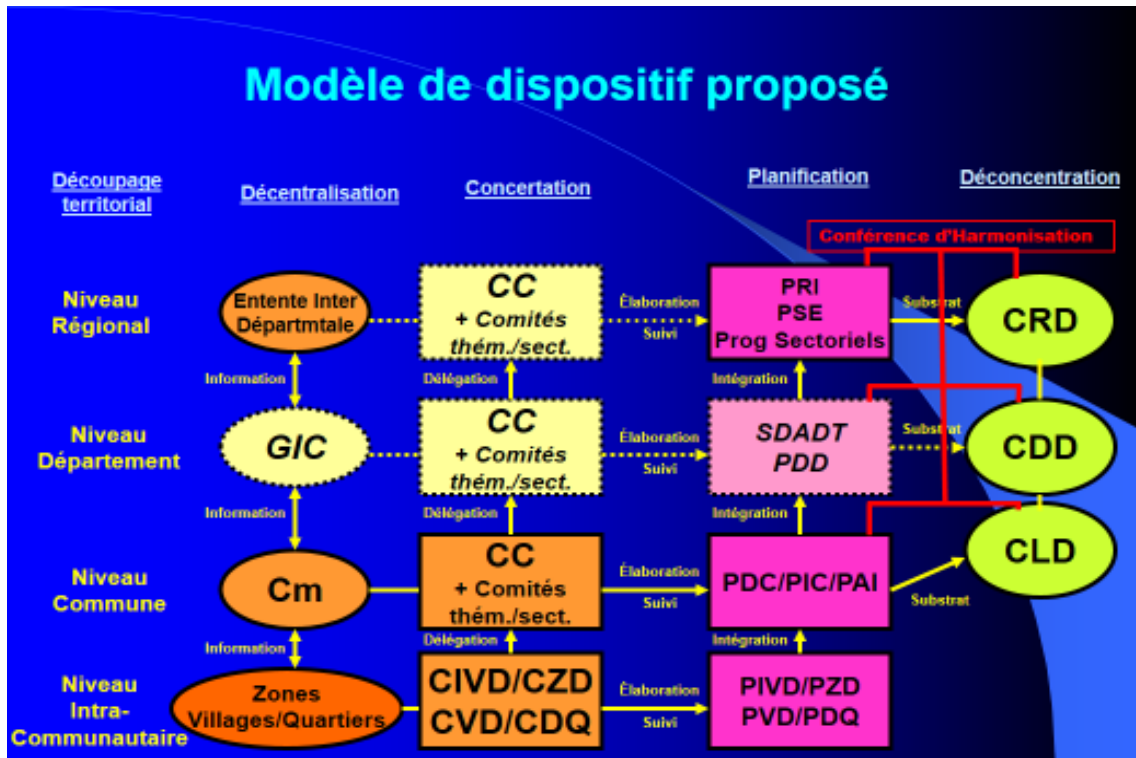 Modèle de dispositif proposé
Découpage
territorial
Décentralisation
Concertation
Planification
Déconcentration
Conférence d'Harmonisation
Niveau
Régional
Entente Inter
Départmtale
CC
+ Comités
thém./sect.
Élaboration
Suivi
PRI
PSE
Prog Sectoriels
Substrat
CRD
Information
Délégation
Intégration
Niveau
Département
GIC
CC
+ Comités
thém./sect.
Élaboration
Suivi
SDADT
PDD
Substrat
CDD
Information
Délégation
Intégration
Niveau
Commune
Cm
CC
+ Comités
thém./sect.
Élaboration
Suivi
PDC/PIC/PAI
Substrat
CLD
Information
Délégation
Intégration
Niveau
Intra-
Communautaire
Zones
Villages/Quartiers
CIVD/CZD
CVD/CDQ
Élaboration
Suivi
PIVD/PZD
PVD/PDQ